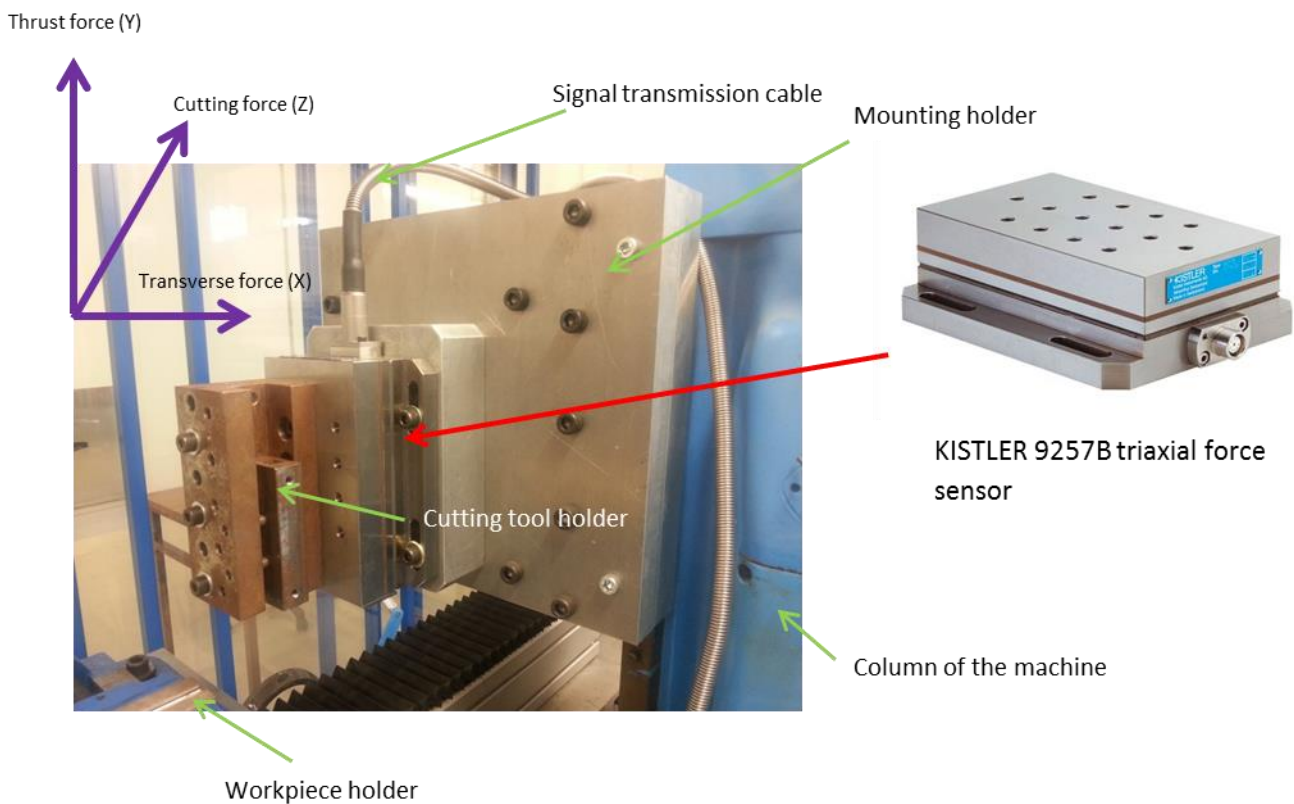 Thrust force (Y)
Cutting force (Z)
Signal transmission cable
Mounting holder
Transverse force (X)
KISTLER
KISTLER 9257B triaxial force
sensor
Cutting tool holder
Column of the machine
Workpiece holder